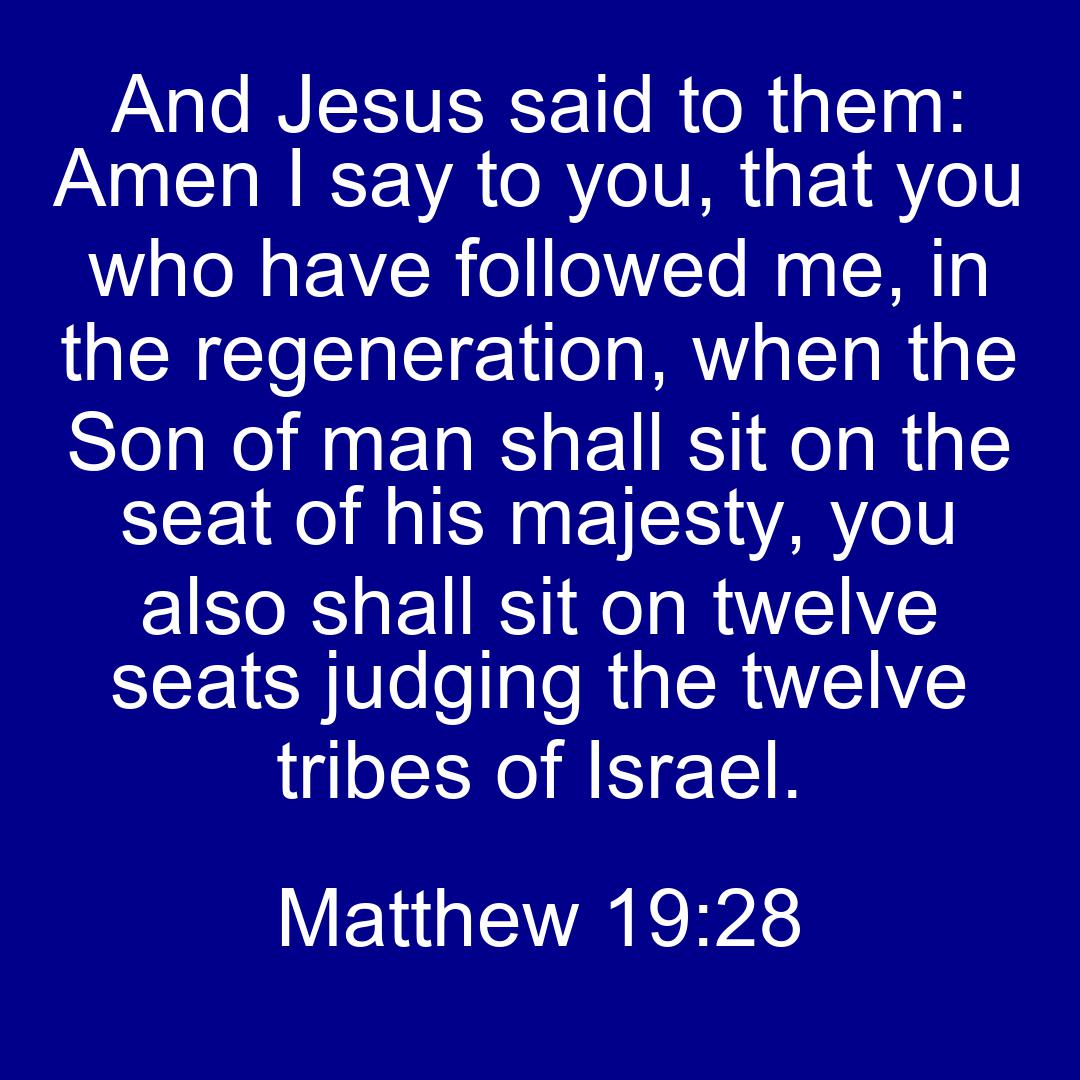 And Jesus said to them:
Amen I say to you, that you
who have followed me, in
the regeneration, when the
Son of man shall sit on the
seat of his majesty, you
also shall sit on twelve
seats judging the twelve
tribes of Israel.
Matthew 19:28